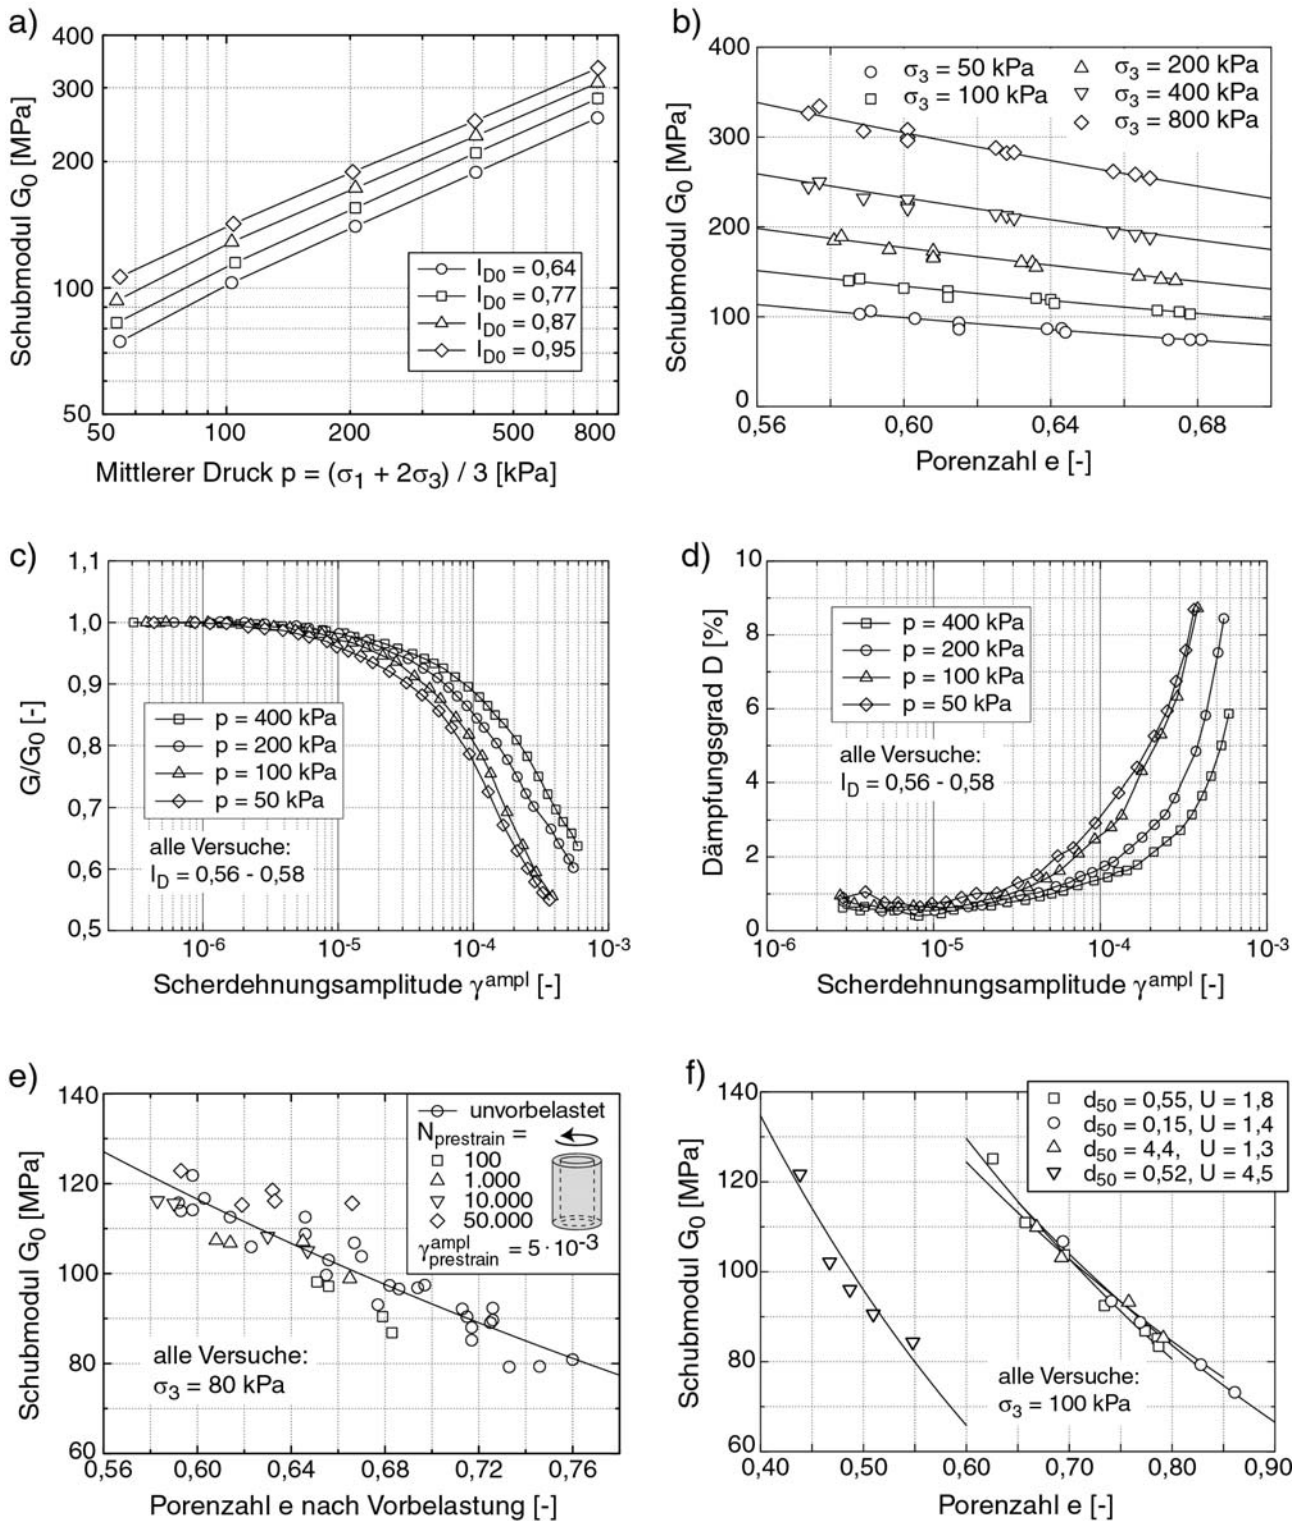 a)
400
300
200
100
50
Schubmodul G₀ [MPa]
I_D0 = 0,64
I_D0 = 0,77
I_D0 = 0,87
I_D0 = 0,95
50 100 200 500 800
Mittlerer Druck p = (σ₁ + 2σ₃) / 3 [kPa]
b)
400
300
200
100
0
Schubmodul G₀ [MPa]
σ₃ = 50 kPa
σ₃ = 100 kPa
σ₃ = 200 kPa
σ₃ = 400 kPa
σ₃ = 800 kPa
0,56 0,60 0,64 0,68
Porenzahl e [-]
c)
1,1
1,0
0,9
0,8
0,7
0,6
0,5
G/G₀ [-]
p = 400 kPa
p = 200 kPa
p = 100 kPa
p = 50 kPa
alle Versuche:
I_D = 0,56 - 0,58
10⁻⁶ 10⁻⁵ 10⁻⁴ 10⁻³
Scherdehnungsamplitude γ^ampl [-]
d)
10
8
6
4
2
0
Dämpfungsgrad D [%]
p = 400 kPa
p = 200 kPa
p = 100 kPa
p = 50 kPa
alle Versuche:
I_D = 0,56 - 0,58
10⁻⁶ 10⁻⁵ 10⁻⁴ 10⁻³
Scherdehnungsamplitude γ^ampl [-]
e)
140
120
100
80
60
Schubmodul G₀ [MPa]
unvorbelastet
N_prestrain =
100
1.000
10.000
50.000
γ^ampl_prestrain = 5 · 10⁻³
alle Versuche:
σ₃ = 80 kPa
0,56 0,60 0,64 0,68 0,72 0,76
Porenzahl e nach Vorbelastung [-]
f)
140
120
100
80
60
Schubmodul G₀ [MPa]
d₅₀ = 0,55, U = 1,8
d₅₀ = 0,15, U = 1,4
d₅₀ = 4,4, U = 1,3
d₅₀ = 0,52, U = 4,5
alle Versuche:
σ₃ = 100 kPa
0,40 0,50 0,60 0,70 0,80 0,90
Porenzahl e [-]